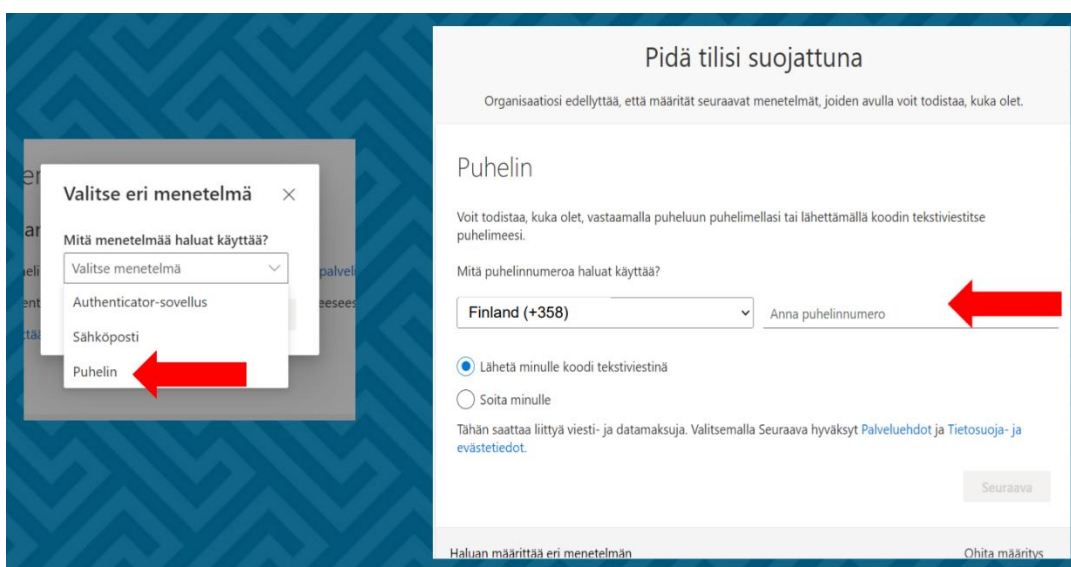 Valitse eri menetelmä
Mitä menetelmää haluat käyttää?
Valitse menetelmä
Authenticator-sovellus
Sähköposti
Puhelin
Pidä tilisi suojattuna
Organisaatiosi edellyttää, että määrität seuraavat menetelmät, joiden avulla voit todistaa, kuka olet.
Puhelin
Voit todistaa, kuka olet, vastaamalla puheluun puhelimellasi tai lähettämällä koodin tekstiviestitse
puhelimeesi.
Mitä puhelinnumeroa haluat käyttää?
Finland (+358) Anna puhelinnumero
Lähetä minulle koodi tekstiviestinä
Soita minulle
Tähän saattaa liittyä viesti- ja datamaksuja. Valitsemalla Seuraava hyväksyt Palveluehdot ja Tietosuoja- ja
evästetiedot.
Seuraava
Haluan määrittää eri menetelmän Ohita määritys